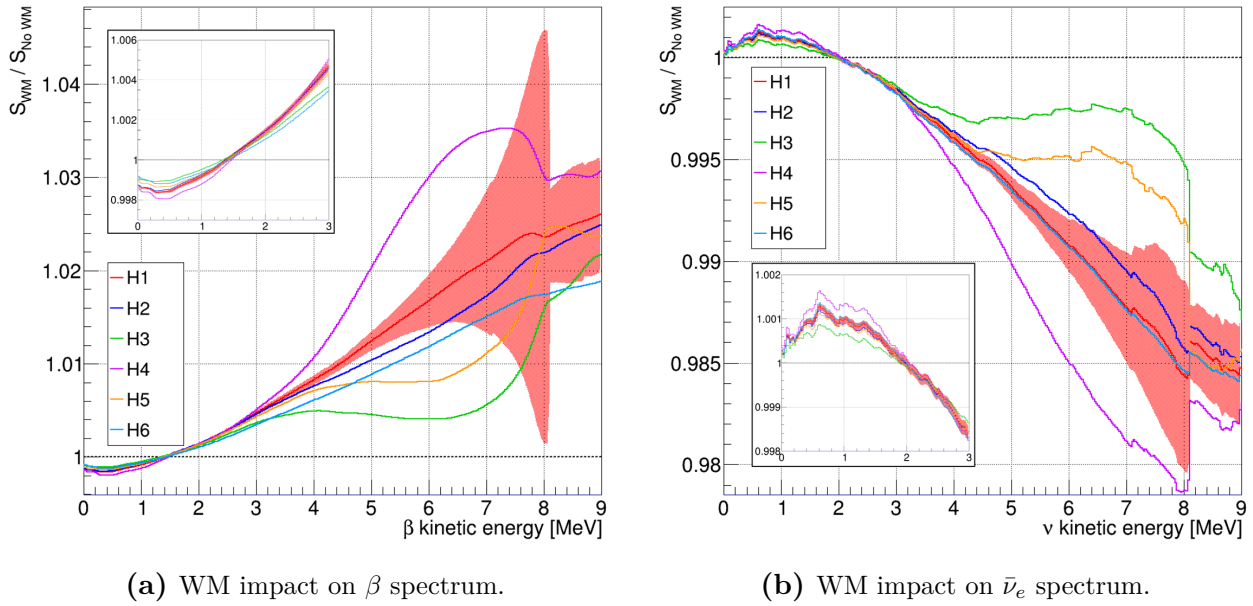 S_WM / S_No WM
1.04
1.03
1.02
1.01
1
1.006
1.004
1.002
1
0.998
0 1 2 3
H1
H2
H3
H4
H5
H6
0 1 2 3 4 5 6 7 8 9
β kinetic energy [MeV]
(a) WM impact on β spectrum.
S_WM / S_No WM
1
0.995
0.99
0.985
0.98
H1
H2
H3
H4
H5
H6
1.002
1.001
1
0.999
0.998
0 1 2 3
0 1 2 3 4 5 6 7 8 9
ν kinetic energy [MeV]
(b) WM impact on ν̄e spectrum.